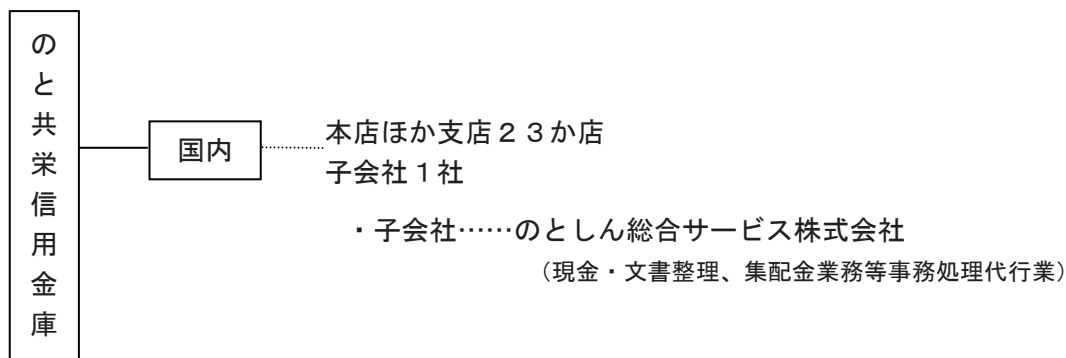 のと共栄信用金庫
国内
本店ほか支店２３か店
子会社１社
・子会社……のとしん総合サービス株式会社
（現金・文書整理、集配金業務等事務処理代行業）